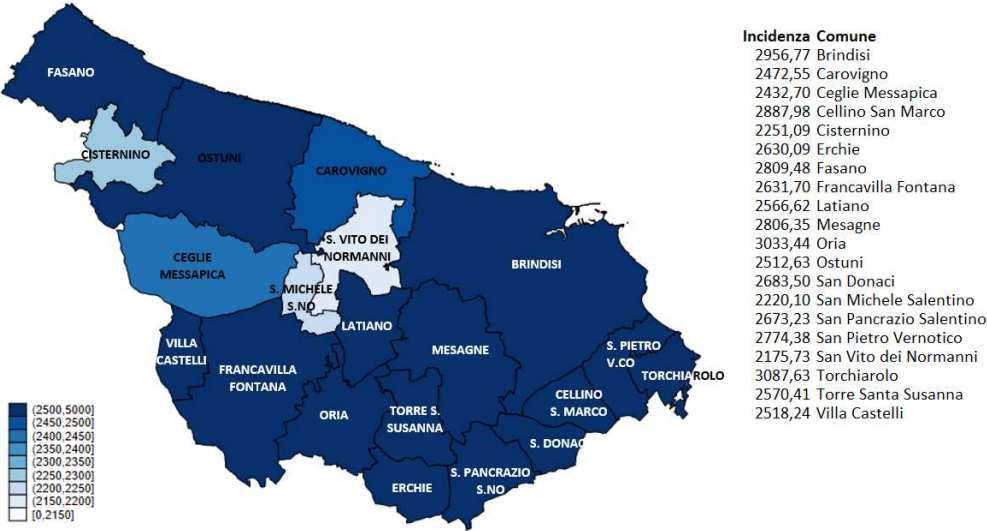 FASANO
CISTERNINO
OSTUNI
CAROVIGNO
S. VITO DEI
NORMANNI
CEGLIE
MESSAPICA
S. MICHELE
S.NO
BRINDISI
LATIANO
VILLA
CASTELLI
FRANCAVILLA
FONTANA
MESAGNE
S. PIETRO
V.CO
TORCHIAROLO
CELLINO
S. MARCO
ORIA
TORRE S.
SUSANNA
S. DONAC
S. PANCRAZIO
S.NO
ERCHIE
(2500,5000]
(2450,2500]
(2400,2450]
(2350,2400]
(2300,2350]
(2250,2300]
(2200,2250]
(2150,2200]
[0,2150]
Incidenza Comune
2956,77 Brindisi
2472,55 Carovigno
2432,70 Ceglie Messapica
2887,98 Cellino San Marco
2251,09 Cisternino
2630,09 Erchie
2809,48 Fasano
2631,70 Francavilla Fontana
2566,62 Latiano
2806,35 Mesagne
3033,44 Oria
2512,63 Ostuni
2683,50 San Donaci
2220,10 San Michele Salentino
2673,23 San Pancrazio Salentino
2774,38 San Pietro Vernotico
2175,73 San Vito dei Normanni
3087,63 Torchiarolo
2570,41 Torre Santa Susanna
2518,24 Villa Castelli